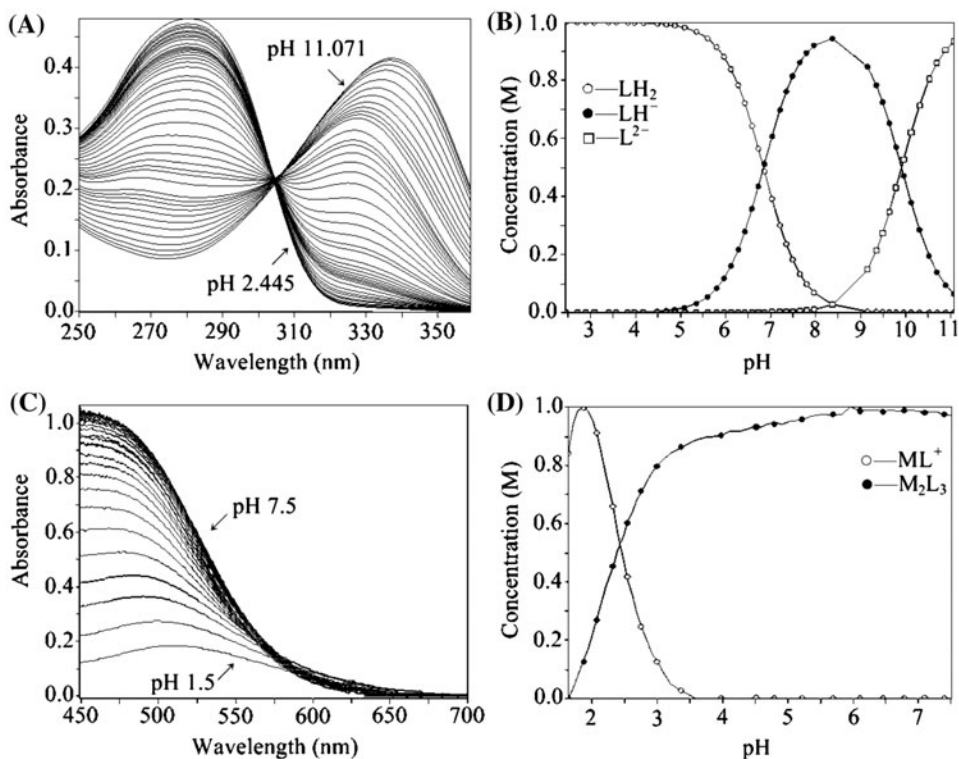 (A)
pH 11.071
pH 2.445
0.4
0.3
0.2
0.1
0.0
Absorbance
250 270 290 310 330 350
Wavelength (nm)
(B)
LH₂
LH⁻
L²⁻
1.0
0.8
0.6
0.4
0.2
0.0
Concentration (M)
3 4 5 6 7 8 9 10 11
pH
(C)
pH 7.5
pH 1.5
1.0
0.8
0.6
0.4
0.2
0.0
Absorbance
450 500 550 600 650 700
Wavelength (nm)
(D)
ML⁺
M₂L₃
1.0
0.8
0.6
0.4
0.2
0.0
Concentration (M)
2 3 4 5 6 7
pH